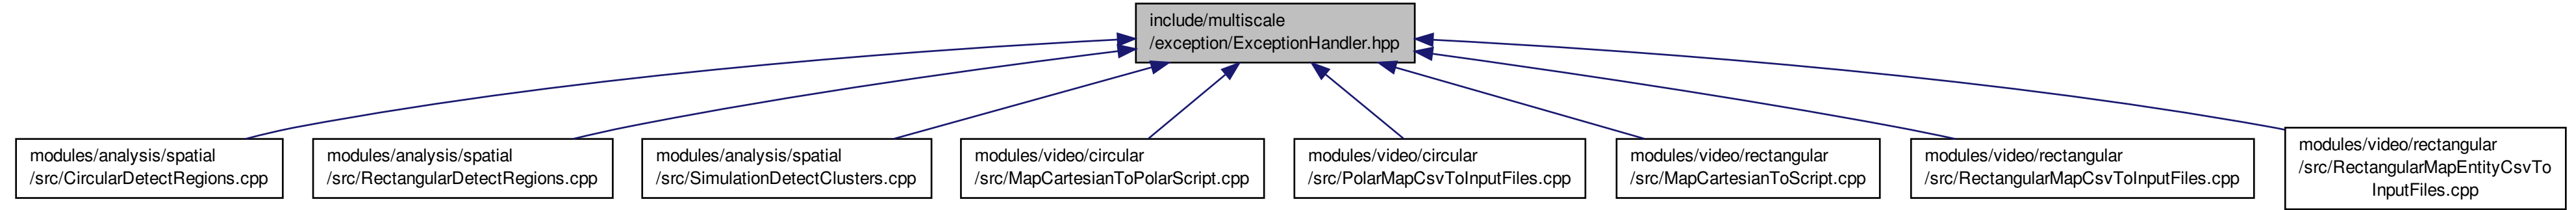 include/multiscale
/exception/ExceptionHandler.hpp
modules/analysis/spatial
/src/CircularDetectRegions.cpp
modules/analysis/spatial
/src/RectangularDetectRegions.cpp
modules/analysis/spatial
/src/SimulationDetectClusters.cpp
modules/video/circular
/src/MapCartesianToPolarScript.cpp
modules/video/circular
/src/PolarMapCsvToInputFiles.cpp
modules/video/rectangular
/src/MapCartesianToScript.cpp
modules/video/rectangular
/src/RectangularMapCsvToInputFiles.cpp
modules/video/rectangular
/src/RectangularMapEntityCsvTo
InputFiles.cpp